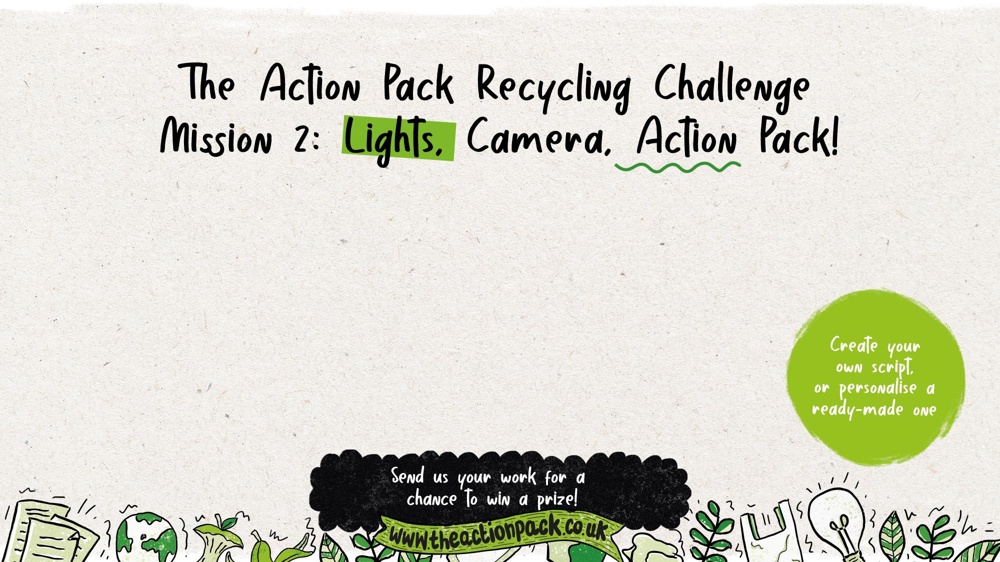 The Action Pack Recycling Challenge
Mission 2: Lights, Camera, Action Pack!
Create your
own script,
or personalise a
ready-made one
Send us your work for a
chance to win a prize!
www.theactionpack.co.uk